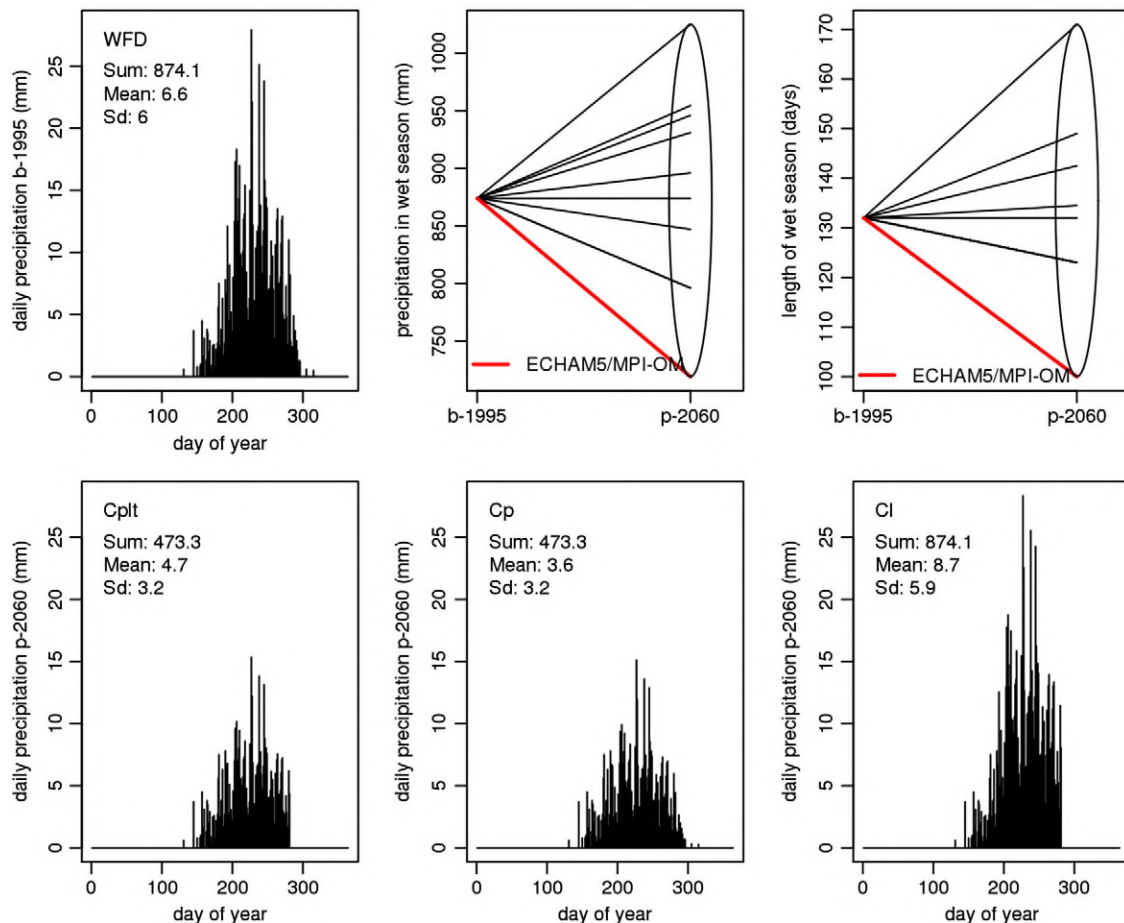 WFD
Sum: 874.1
Mean: 6.6
Sd: 6
daily precipitation b-1995 (mm)
0 5 10 15 20 25
0 100 200 300
day of year
precipitation in wet season (mm)
750 800 850 900 950 1000
ECHAM5/MPI-OM
b-1995 p-2060
length of wet season (days)
100 110 120 130 140 150 160 170
ECHAM5/MPI-OM
b-1995 p-2060
Cplt
Sum: 473.3
Mean: 4.7
Sd: 3.2
daily precipitation p-2060 (mm)
0 5 10 15 20 25
0 100 200 300
day of year
Cp
Sum: 473.3
Mean: 3.6
Sd: 3.2
daily precipitation p-2060 (mm)
0 5 10 15 20 25
0 100 200 300
day of year
Cl
Sum: 874.1
Mean: 8.7
Sd: 5.9
daily precipitation p-2060 (mm)
0 5 10 15 20 25
0 100 200 300
day of year